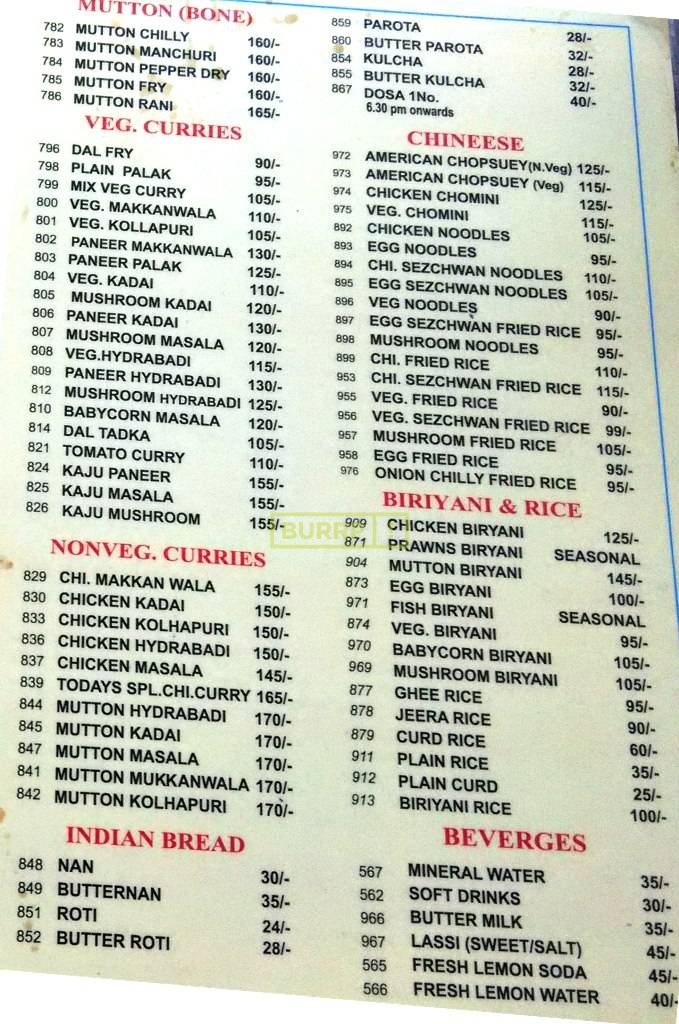 MUTTON (BONE)
782 MUTTON CHILLY 160/-
783 MUTTON MANCHURI 160/-
784 MUTTON PEPPER DRY 160/-
785 MUTTON FRY 160/-
786 MUTTON RANI 165/-
VEG. CURRIES
796 DAL FRY 90/-
798 PLAIN PALAK 95/-
799 MIX VEG CURRY 105/-
800 VEG. MAKKANWALA 110/-
801 VEG. KOLLAPURI 105/-
802 PANEER MAKKANWALA 130/-
803 PANEER PALAK 125/-
804 VEG. KADAI 110/-
805 MUSHROOM KADAI 120/-
806 PANEER KADAI 130/-
807 MUSHROOM MASALA 120/-
808 VEG.HYDRABADI 115/-
809 PANEER HYDRABADI 130/-
812 MUSHROOM HYDRABADI 125/-
810 BABYCORN MASALA 120/-
814 DAL TADKA 105/-
821 TOMATO CURRY 110/-
824 KAJU PANEER 155/-
825 KAJU MASALA 155/-
826 KAJU MUSHROOM 155/-
NONVEG. CURRIES
829 CHI. MAKKAN WALA 155/-
830 CHICKEN KADAI 150/-
833 CHICKEN KOLHAPURI 150/-
836 CHICKEN HYDRABADI 150/-
837 CHICKEN MASALA 145/-
839 TODAYS SPL.CHI.CURRY 165/-
844 MUTTON HYDRABADI 170/-
845 MUTTON KADAI 170/-
847 MUTTON MASALA 170/-
841 MUTTON MUKKANWALA 170/-
842 MUTTON KOLHAPURI 170/-
INDIAN BREAD
848 NAN 30/-
849 BUTTERNAN 35/-
851 ROTI 24/-
852 BUTTER ROTI 28/-
859 PAROTA 28/-
860 BUTTER PAROTA 32/-
854 KULCHA 28/-
855 BUTTER KULCHA 32/-
867 DOSA 1No. 40/-
6.30 pm onwards
CHINEESE
972 AMERICAN CHOPSUEY(N.Veg) 125/-
973 AMERICAN CHOPSUEY (Veg) 115/-
974 CHICKEN CHOMINI 125/-
975 VEG. CHOMINI 115/-
892 CHICKEN NOODLES 105/-
893 EGG NOODLES 95/-
894 CHI. SEZCHWAN NOODLES 110/-
895 EGG SEZCHWAN NOODLES 105/-
896 VEG NOODLES 90/-
897 EGG SEZCHWAN FRIED RICE 95/-
898 MUSHROOM NOODLES 95/-
899 CHI. FRIED RICE 110/-
953 CHI. SEZCHWAN FRIED RICE 115/-
955 VEG. FRIED RICE 90/-
956 VEG. SEZCHWAN FRIED RICE 99/-
957 MUSHROOM FRIED RICE 105/-
958 EGG FRIED RICE 95/-
976 ONION CHILLY FRIED RICE 95/-
BIRIYANI & RICE
909 CHICKEN BIRYANI 125/-
871 PRAWNS BIRYANI SEASONAL
904 MUTTON BIRYANI 145/-
873 EGG BIRYANI 100/-
971 FISH BIRYANI SEASONAL
874 VEG. BIRYANI 95/-
970 BABYCORN BIRYANI 105/-
969 MUSHROOM BIRYANI 105/-
877 GHEE RICE 95/-
878 JEERA RICE 90/-
879 CURD RICE 60/-
911 PLAIN RICE 35/-
912 PLAIN CURD 25/-
913 BIRIYANI RICE 100/-
BEVERGES
567 MINERAL WATER 35/-
562 SOFT DRINKS 30/-
966 BUTTER MILK 35/-
967 LASSI (SWEET/SALT) 45/-
565 FRESH LEMON SODA 45/-
566 FRESH LEMON WATER 40/-